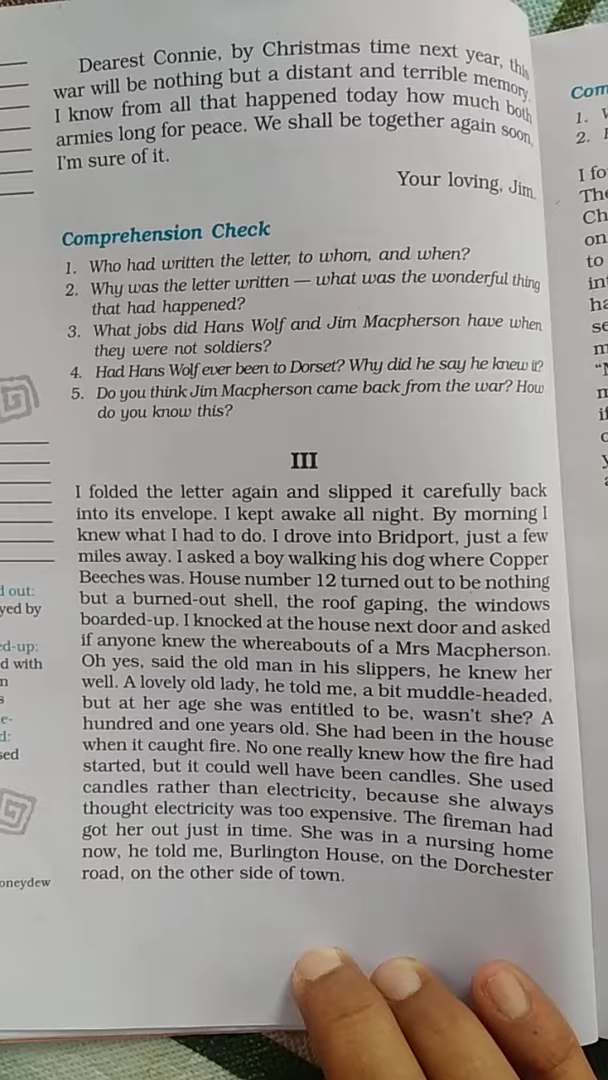 Dearest Connie, by Christmas time next year, this
war will be nothing but a distant and terrible memory.
I know from all that happened today how much both
armies long for peace. We shall be together again soon,
I'm sure of it.
Your loving, Jim.
Comprehension Check
1. Who had written the letter, to whom, and when?
2. Why was the letter written — what was the wonderful thing
that had happened?
3. What jobs did Hans Wolf and Jim Macpherson have when
they were not soldiers?
4. Had Hans Wolf ever been to Dorset? Why did he say he knew it?
5. Do you think Jim Macpherson came back from the war? How
do you know this?
III
I folded the letter again and slipped it carefully back
into its envelope. I kept awake all night. By morning I
knew what I had to do. I drove into Bridport, just a few
miles away. I asked a boy walking his dog where Copper
Beeches was. House number 12 turned out to be nothing
but a burned-out shell, the roof gaping, the windows
boarded-up. I knocked at the house next door and asked
if anyone knew the whereabouts of a Mrs Macpherson.
Oh yes, said the old man in his slippers, he knew her
well. A lovely old lady, he told me, a bit muddle-headed,
but at her age she was entitled to be, wasn't she? A
hundred and one years old. She had been in the house
when it caught fire. No one really knew how the fire had
started, but it could well have been candles. She used
candles rather than electricity, because she always
thought electricity was too expensive. The fireman had
got her out just in time. She was in a nursing home
now, he told me, Burlington House, on the Dorchester
road, on the other side of town.
d out:
yed by
ed-up:
d with
n
s
e-
d:
sed
oneydew
Com
1.
2.
I fo
The
Ch
on
to
in
ha
se
m